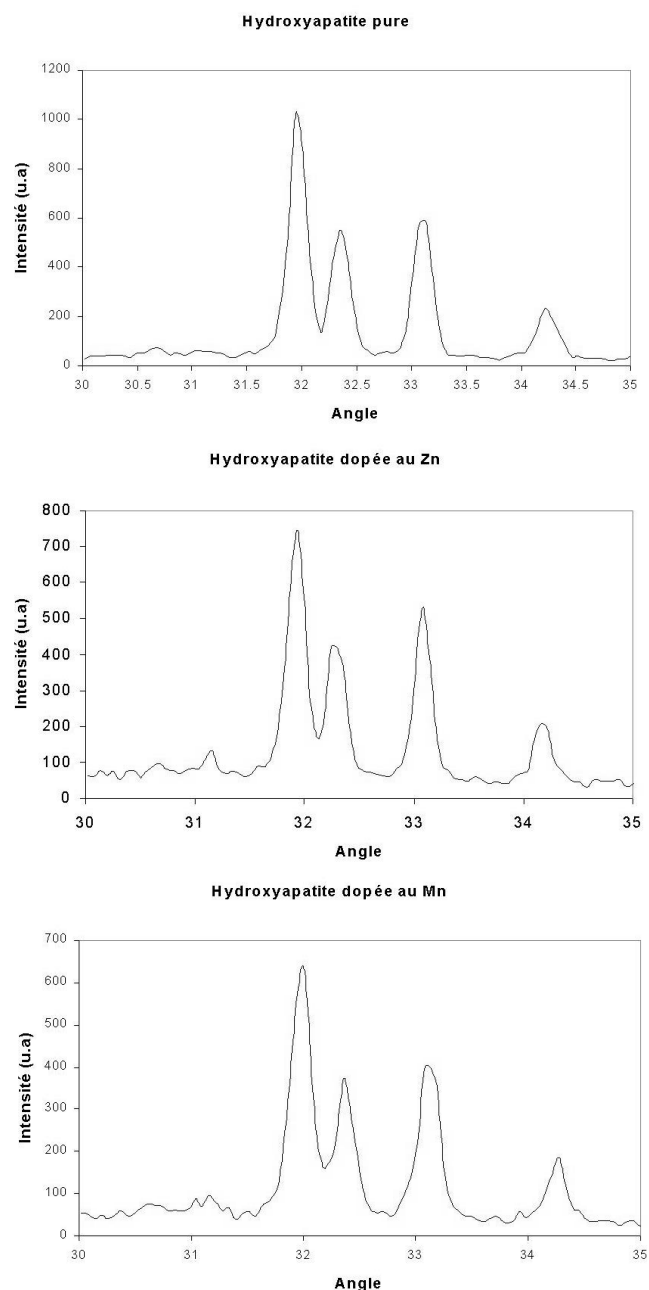 Hydroxyapatite pure
1200
1000
800
600
400
200
0
Intensité (u.a)
30 30.5 31 31.5 32 32.5 33 33.5 34 34.5 35
Angle
Hydroxyapatite dopée au Zn
800
700
600
500
400
300
200
100
0
Intensité (u.a)
30 31 32 33 34 35
Angle
Hydroxyapatite dopée au Mn
700
600
500
400
300
200
100
0
Intensité (u.a)
30 31 32 33 34 35
Angle